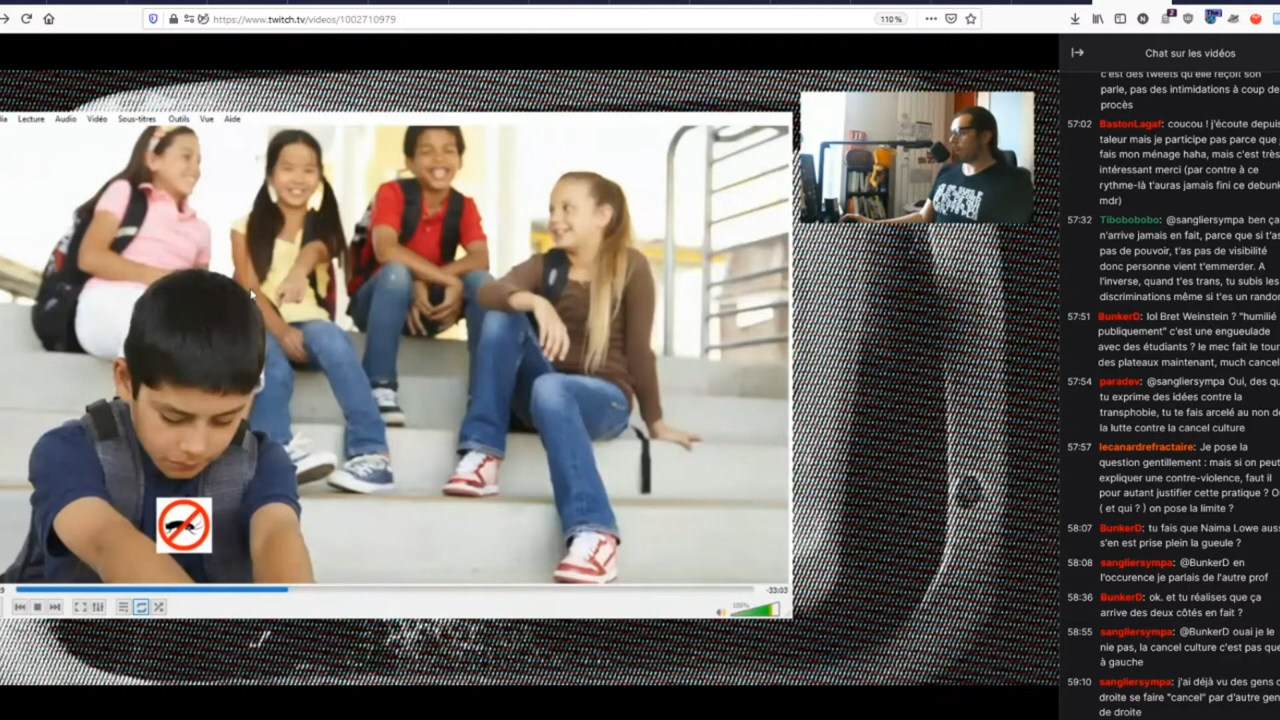 https://www.twitch.tv/videos/1002710979
110%
Lecture Audio Vidéo Sous-titres Outils Vue Aide
-33:03
Chat sur les vidéos
c'est des tweets qu'elle reçoit son
parle, pas des intimidations à coup de
procès
57:02 BastonLagaf: coucou ! j'écoute depuis
taleur mais je participe pas parce que
fais mon ménage haha, mais c'est très
intéressant merci (par contre à ce
rythme-là t'auras jamais fini ce debunk
mdr)
57:32 Tibobobobo: @sangliersympa ben ça
n'arrive jamais en fait, parce que si t'as
pas de pouvoir, t'as pas de visibilité
donc personne vient t'emmerder. A
l'inverse, quand t'es trans, tu subis les
discriminations même si t'es un rando
57:51 BunkerD: lol Bret Weinstein ? "humilié
publiquement" c'est une engueulade
avec des étudiants ? le mec fait le tour
des plateaux maintenant, much cancel
57:54 paradev: @sangliersympa Oui, des qu
tu exprime des idées contre la
transphobie, tu te fais arcelé au non de
la lutte contre la cancel culture
57:57 lecanardrefractaire: Je pose la
question gentillement : mais si on peut
expliquer une contre-violence, faut il
pour autant justifier cette pratique ? O
( et qui ? ) on pose la limite ?
58:07 BunkerD: tu fais que Naima Lowe auss
s'en est prise plein la gueule ?
58:08 sangliersympa: @BunkerD en
l'occurence je parlais de l'autre prof
58:36 BunkerD: ok. et tu réalises que ça
arrive des deux côtés en fait ?
58:55 sangliersympa: @BunkerD ouai je le
nie pas, la cancel culture c'est pas que
à gauche
59:10 sangliersympa: j'ai déjà vu des gens d
droite se faire "cancel" par d'autre gen
de droite